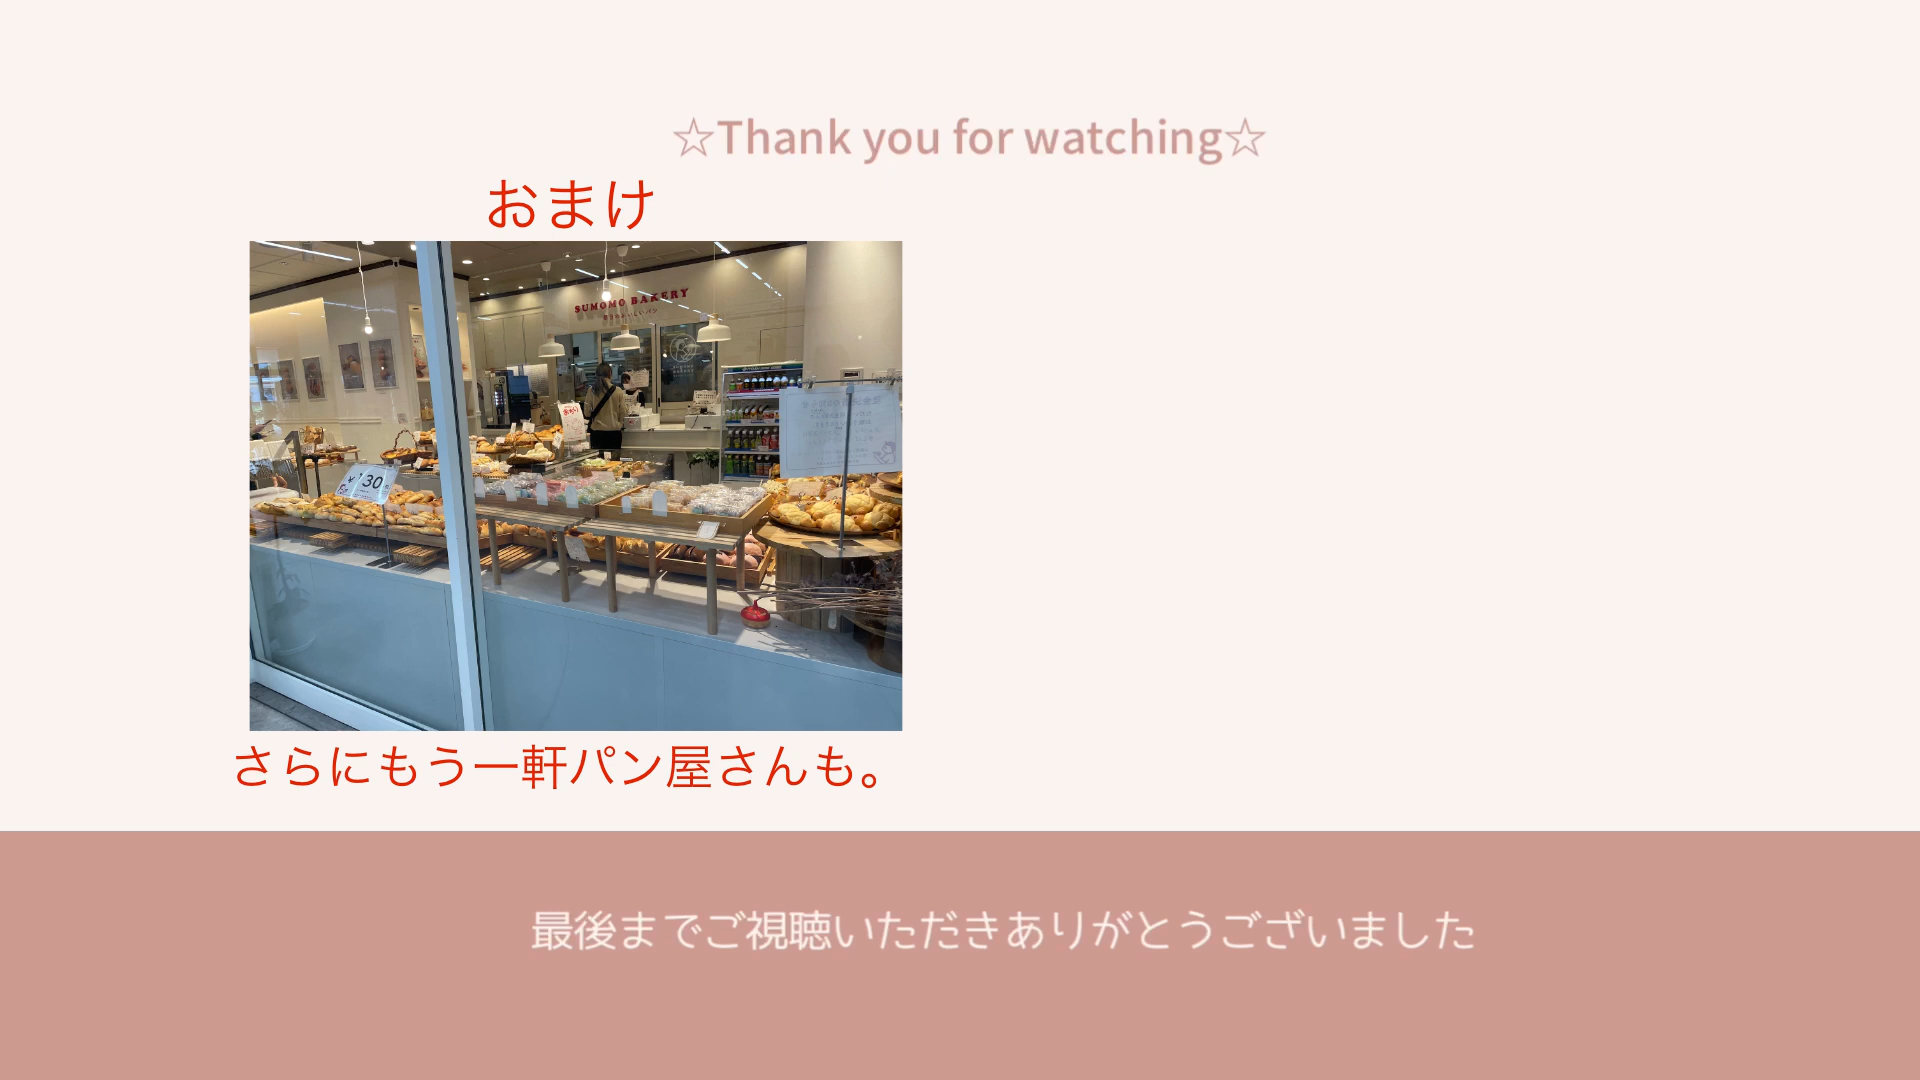 ☆Thank you for watching☆
おまけ
SUMOMO BAKERY
130
さらにもう一軒パン屋さんも。
最後までご視聴いただきありがとうございました